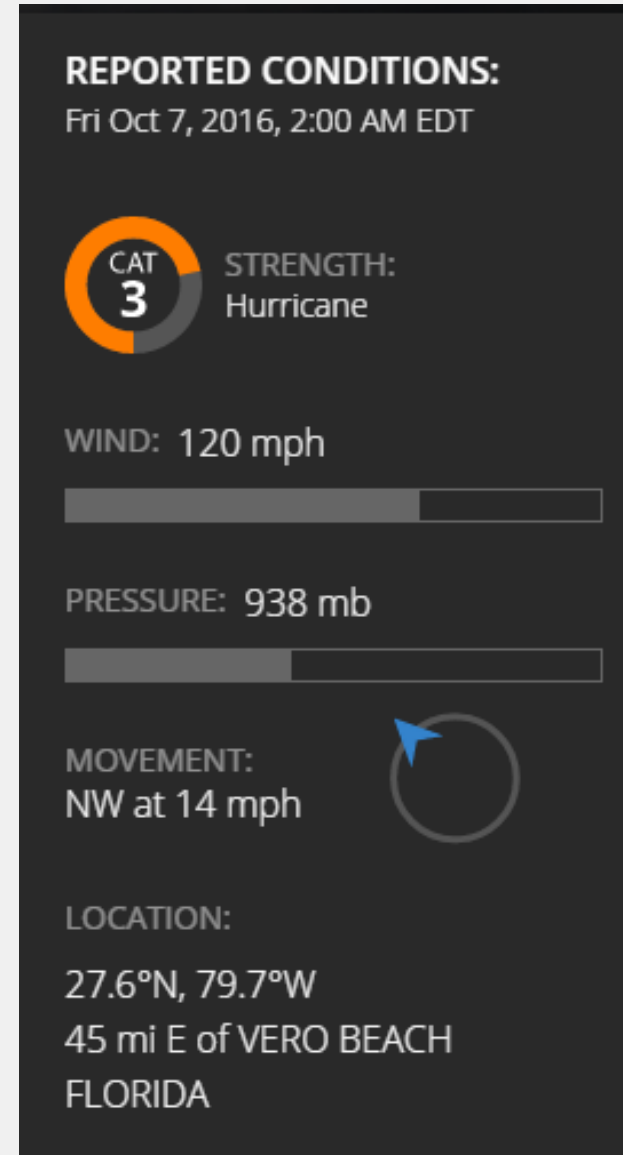 REPORTED CONDITIONS:
Fri Oct 7, 2016, 2:00 AM EDT
CAT
3
STRENGTH:
Hurricane
WIND: 120 mph
PRESSURE: 938 mb
MOVEMENT:
NW at 14 mph
LOCATION:
27.6°N, 79.7°W
45 mi E of VERO BEACH
FLORIDA